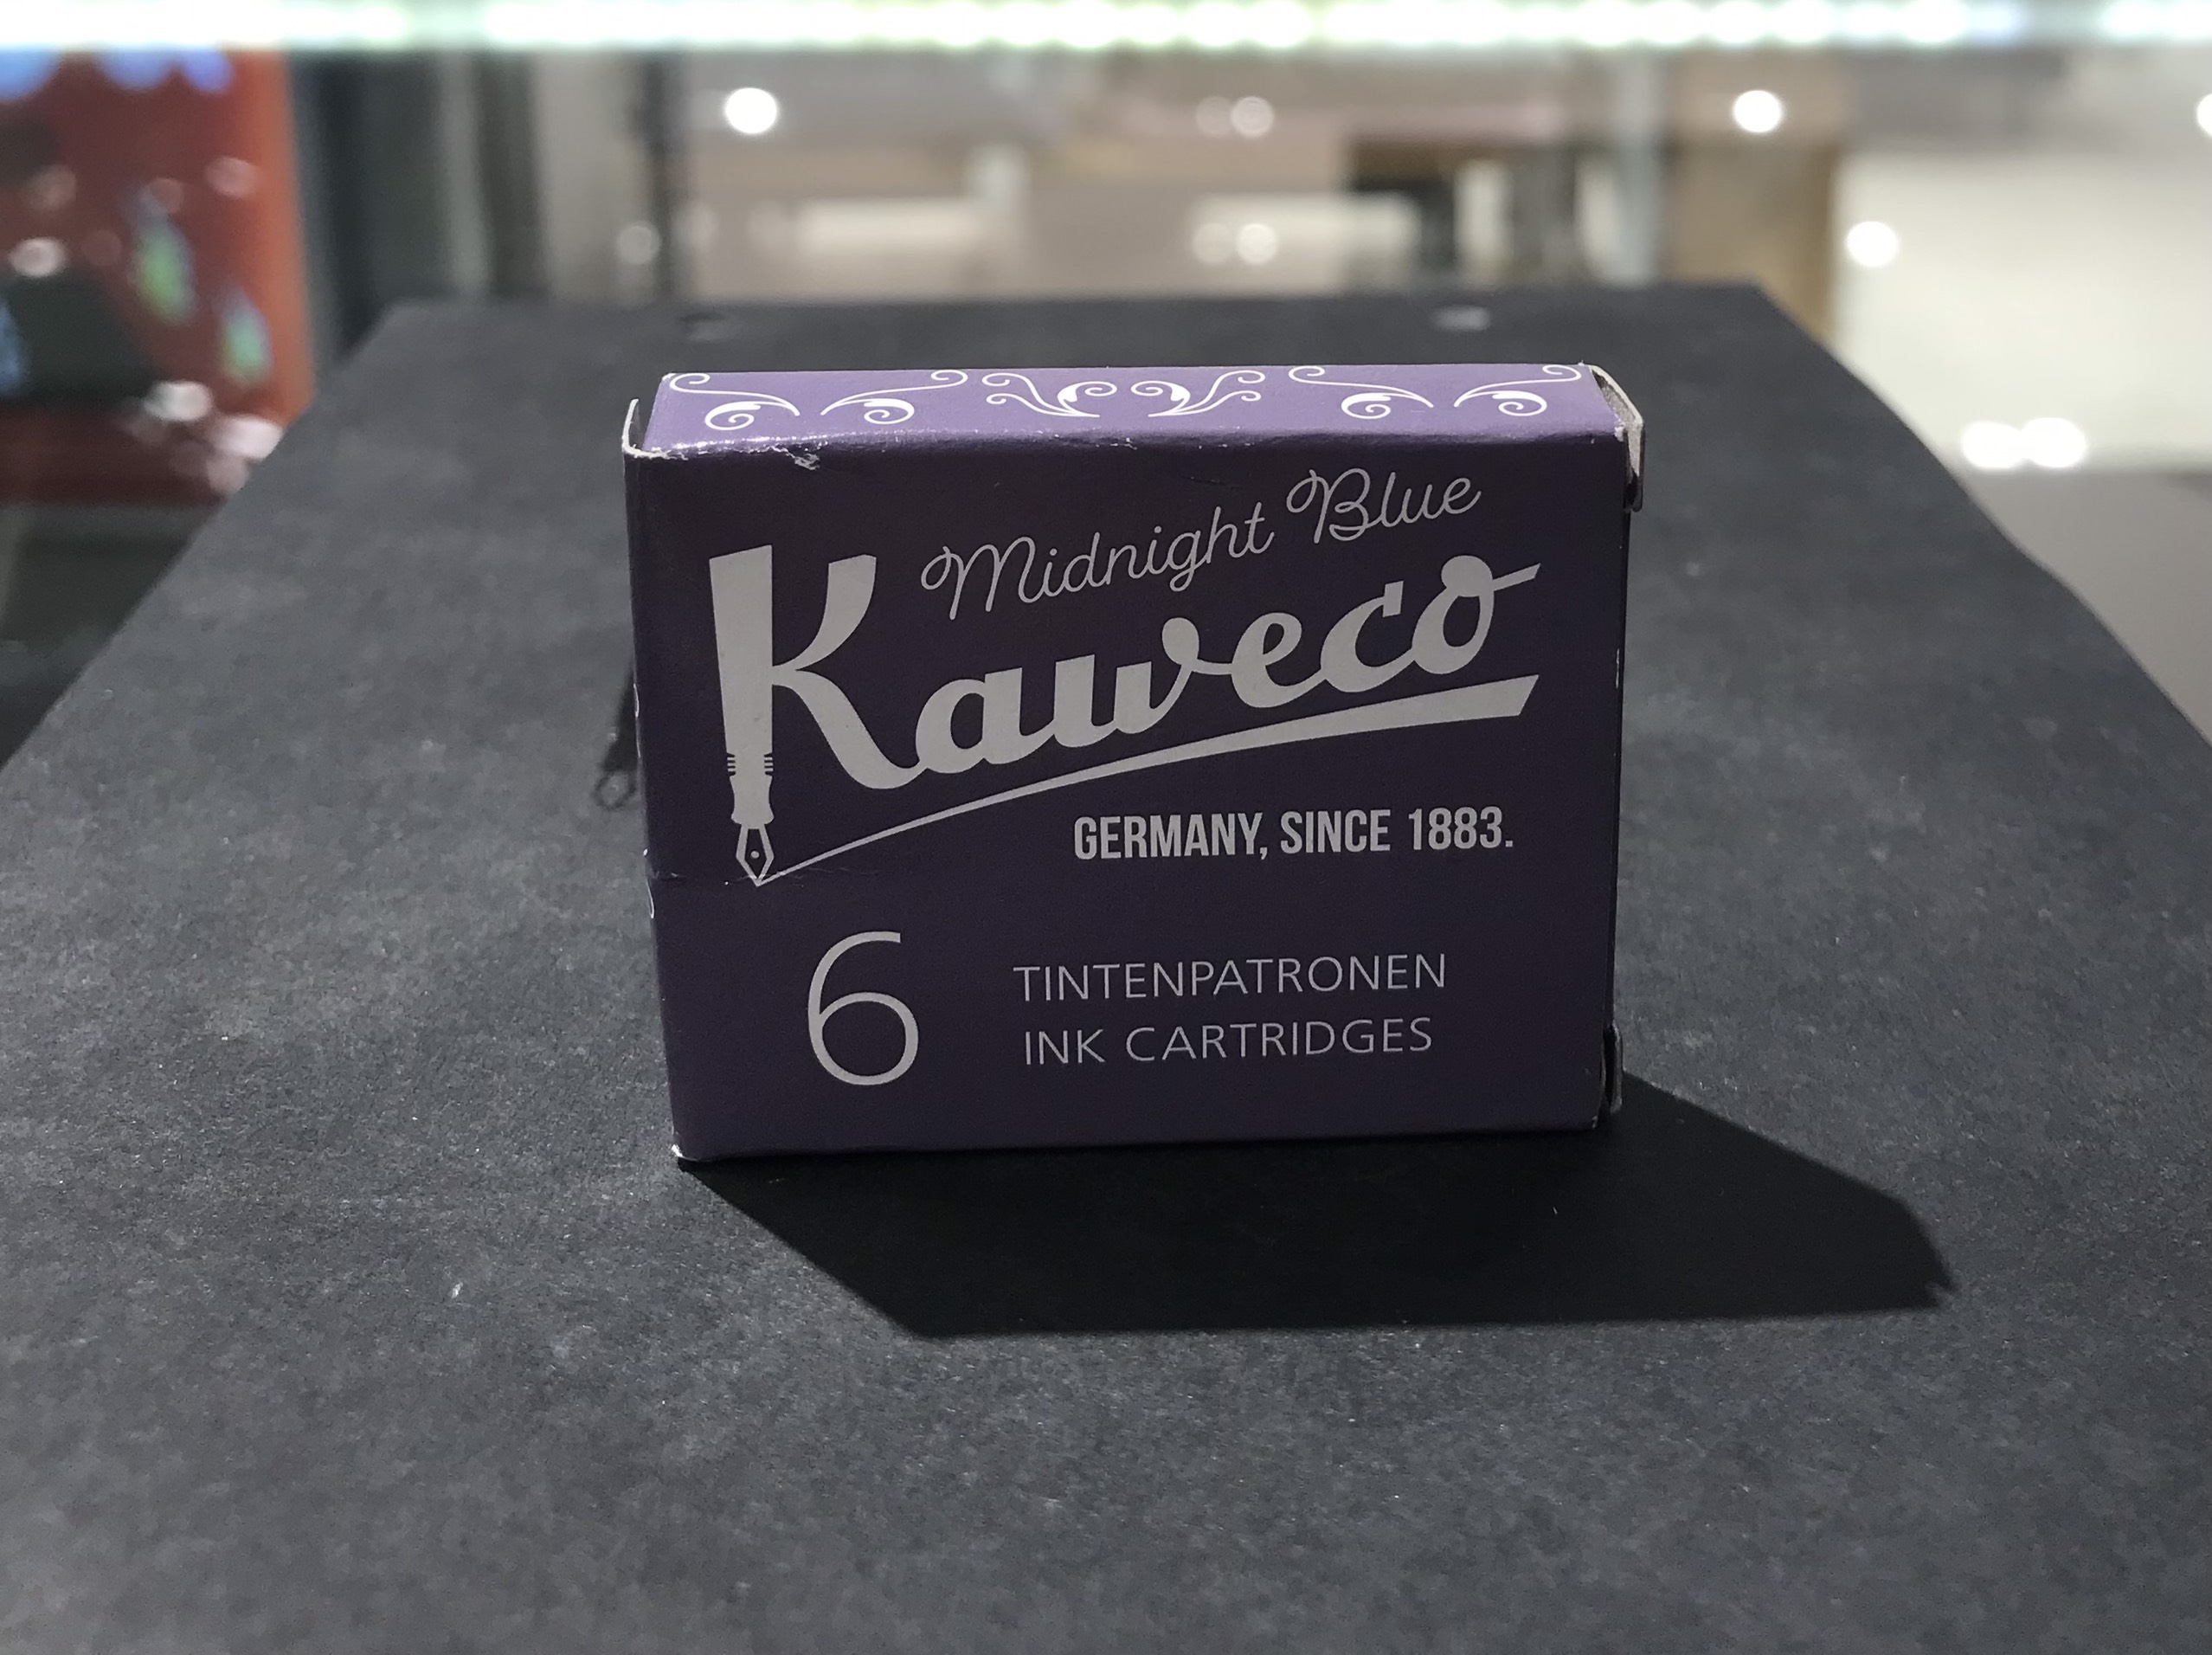 Midnight Blue
Kaweco
GERMANY, SINCE 1883.
6
TINTENPATRONEN
INK CARTRIDGES